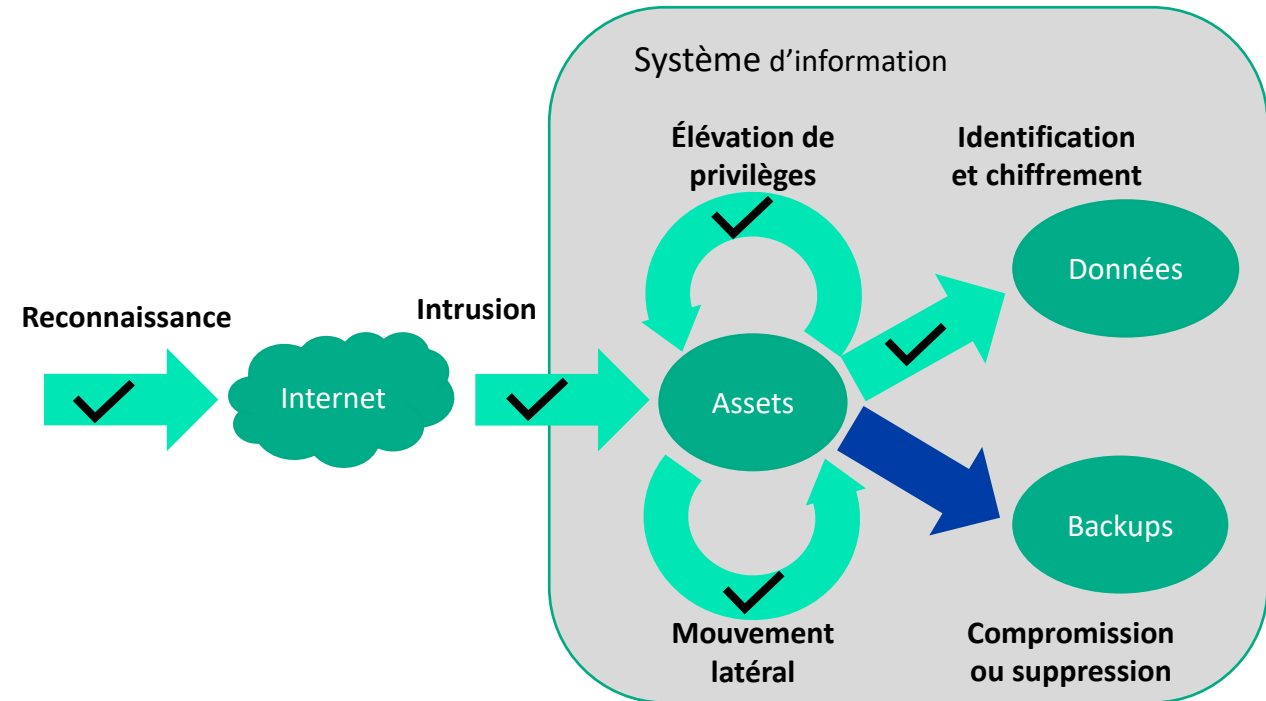 Système d’information
Élévation de
privilèges
Identification
et chiffrement
Données
Reconnaissance
Intrusion
Internet
Assets
Backups
Mouvement
latéral
Compromission
ou suppression